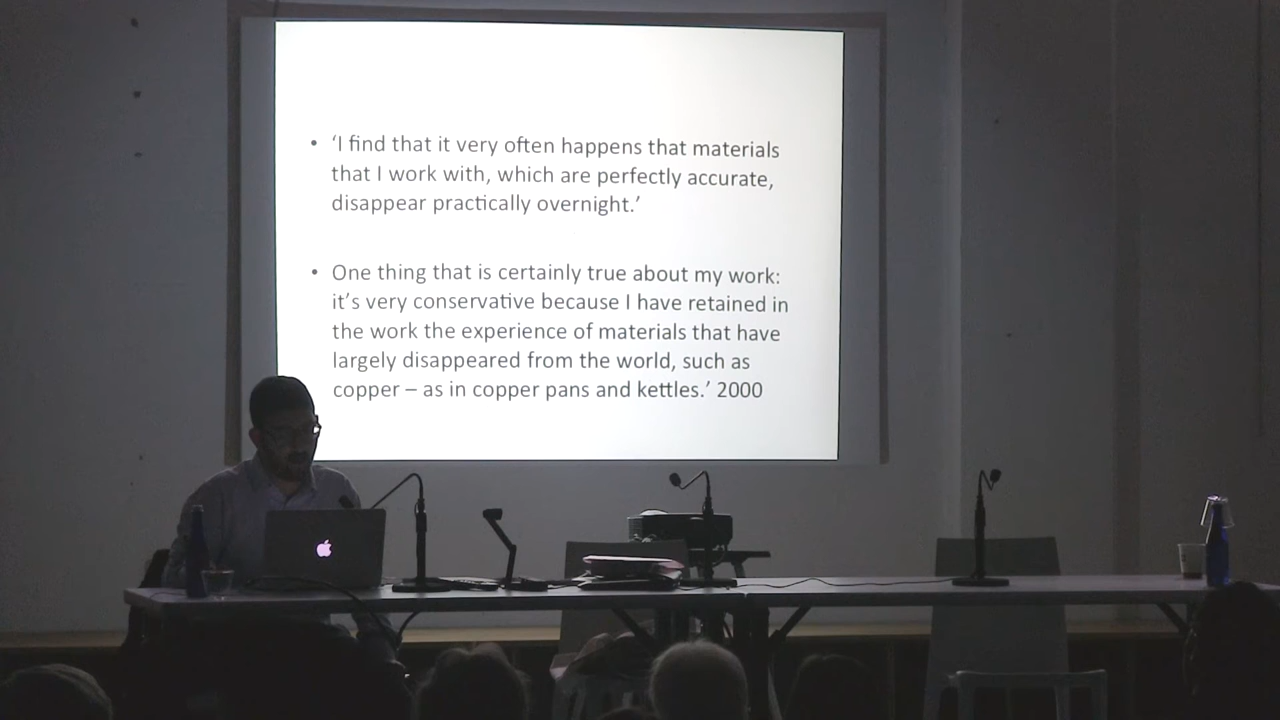 • ‘I find that it very often happens that materials
that I work with, which are perfectly accurate,
disappear practically overnight.’
• One thing that is certainly true about my work:
it’s very conservative because I have retained in
the work the experience of materials that have
largely disappeared from the world, such as
copper – as in copper pans and kettles.’ 2000